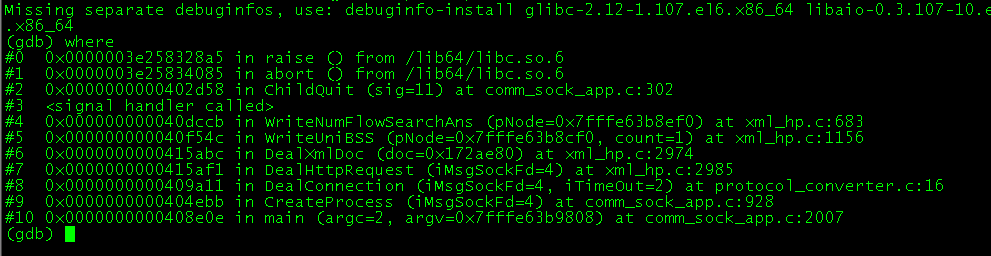 Missing separate debuginfos, use: debuginfo-install glibc-2.12-1.107.el6.x86_64 libaio-0.3.107-10.e
.x86_64
(gdb) where
#0  0x0000003e258328a5 in raise () from /lib64/libc.so.6
#1  0x0000003e25834085 in abort () from /lib64/libc.so.6
#2  0x0000000000402d58 in ChildQuit (sig=11) at comm_sock_app.c:302
#3  <signal handler called>
#4  0x000000000040dccb in WriteNumFlowSearchAns (pNode=0x7fffe63b8ef0) at xml_hp.c:683
#5  0x000000000040f54c in WriteUniBSS (pNode=0x7fffe63b8cf0, count=1) at xml_hp.c:1156
#6  0x0000000000415abc in DealXmlDoc (doc=0x172ae80) at xml_hp.c:2974
#7  0x0000000000415af1 in DealHttpRequest (iMsgSockFd=4) at xml_hp.c:2985
#8  0x0000000000409a11 in DealConnection (iMsgSockFd=4, iTimeOut=2) at protocol_converter.c:16
#9  0x0000000000404ebb in CreateProcess (iMsgSockFd=4) at comm_sock_app.c:928
#10 0x0000000000408e0e in main (argc=2, argv=0x7fffe63b9808) at comm_sock_app.c:2007
(gdb)